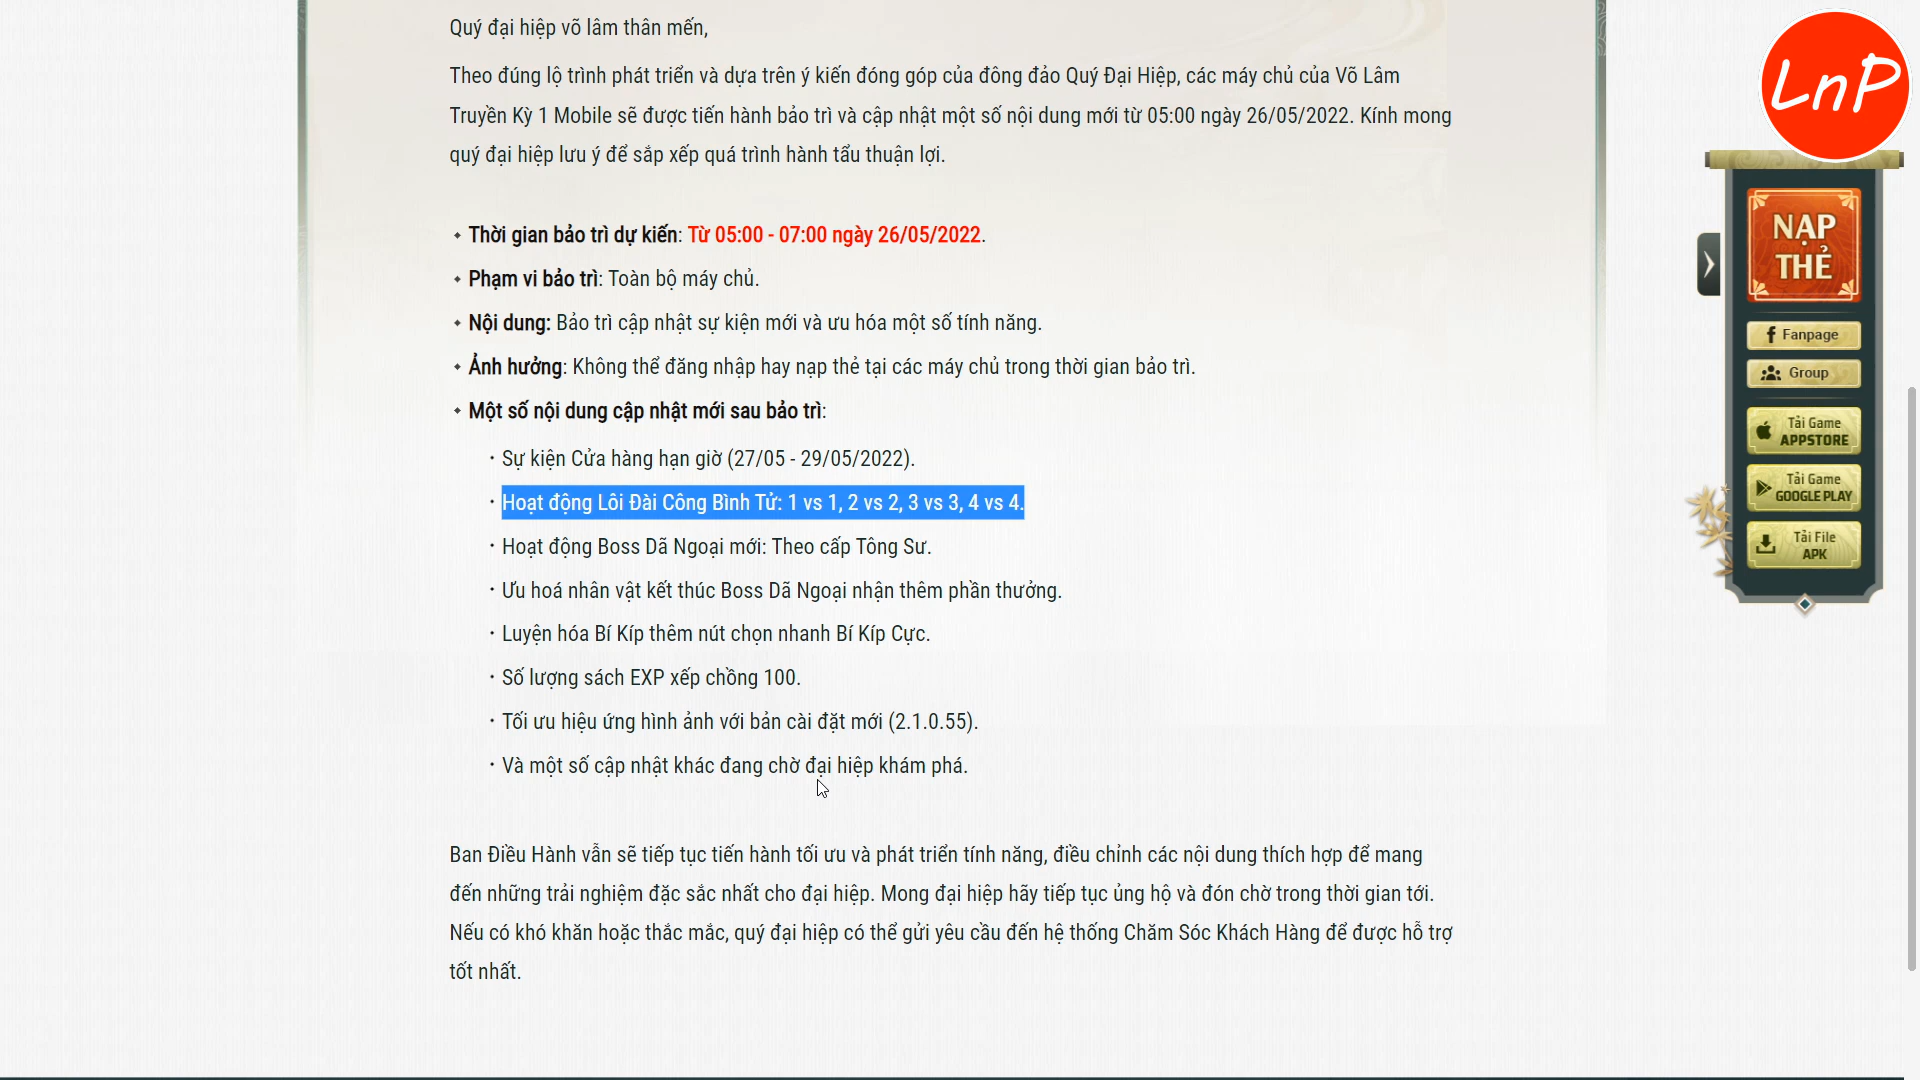 Quý đại hiệp võ lâm thân mến,
Theo đúng lộ trình phát triển và dựa trên ý kiến đóng góp của đông đảo Quý Đại Hiệp, các máy chủ của Võ Lâm
Truyền Kỳ 1 Mobile sẽ được tiến hành bảo trì và cập nhật một số nội dung mới từ 05:00 ngày 26/05/2022. Kính mong
quý đại hiệp lưu ý để sắp xếp quá trình hành tẩu thuận lợi.
Thời gian bảo trì dự kiến: Từ 05:00 - 07:00 ngày 26/05/2022.
Phạm vi bảo trì: Toàn bộ máy chủ.
Nội dung: Bảo trì cập nhật sự kiện mới và ưu hóa một số tính năng.
Ảnh hưởng: Không thể đăng nhập hay nạp thẻ tại các máy chủ trong thời gian bảo trì.
Một số nội dung cập nhật mới sau bảo trì:
Sự kiện Cửa hàng hạn giờ (27/05 - 29/05/2022).
Hoạt động Lôi Đài Công Bình Tử: 1 vs 1, 2 vs 2, 3 vs 3, 4 vs 4.
Hoạt động Boss Dã Ngoại mới: Theo cấp Tông Sư.
Ưu hoá nhân vật kết thúc Boss Dã Ngoại nhận thêm phần thưởng.
Luyện hóa Bí Kíp thêm nút chọn nhanh Bí Kíp Cực.
Số lượng sách EXP xếp chồng 100.
Tối ưu hiệu ứng hình ảnh với bản cài đặt mới (2.1.0.55).
Và một số cập nhật khác đang chờ đại hiệp khám phá.
Ban Điều Hành vẫn sẽ tiếp tục tiến hành tối ưu và phát triển tính năng, điều chỉnh các nội dung thích hợp để mang
đến những trải nghiệm đặc sắc nhất cho đại hiệp. Mong đại hiệp hãy tiếp tục ủng hộ và đón chờ trong thời gian tới.
Nếu có khó khăn hoặc thắc mắc, quý đại hiệp có thể gửi yêu cầu đến hệ thống Chăm Sóc Khách Hàng để được hỗ trợ
tốt nhất.
LnP
NẠP
THẺ
Fanpage
Group
Tải Game
APPSTORE
Tải Game
GOOGLE PLAY
Tải File
APK